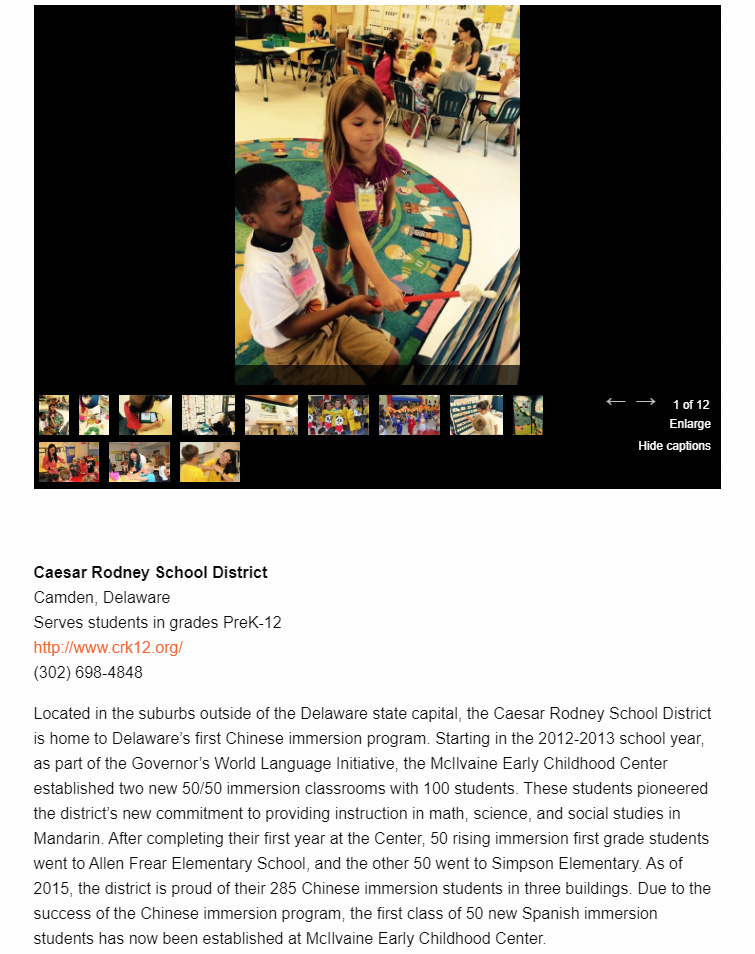 1 of 12
Enlarge
Hide captions
Caesar Rodney School District
Camden, Delaware
Serves students in grades PreK-12
http://www.crk12.org/
(302) 698-4848
Located in the suburbs outside of the Delaware state capital, the Caesar Rodney School District
is home to Delaware’s first Chinese immersion program. Starting in the 2012-2013 school year,
as part of the Governor’s World Language Initiative, the McIlvaine Early Childhood Center
established two new 50/50 immersion classrooms with 100 students. These students pioneered
the district’s new commitment to providing instruction in math, science, and social studies in
Mandarin. After completing their first year at the Center, 50 rising immersion first grade students
went to Allen Frear Elementary School, and the other 50 went to Simpson Elementary. As of
2015, the district is proud of their 285 Chinese immersion students in three buildings. Due to the
success of the Chinese immersion program, the first class of 50 new Spanish immersion
students has now been established at McIlvaine Early Childhood Center.